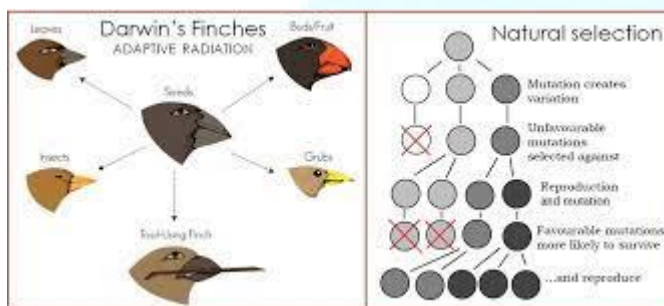 Darwin's Finches
ADAPTIVE RADIATION
Leaves
Buds/Fruit
Seeds
Insects
Grubs
Tool-Using Finch
Natural selection
Mutation creates
variation
Unfavourable
mutations
selected against
Reproduction
and mutation
Favourable mutations
more likely to survive
...and reproduce